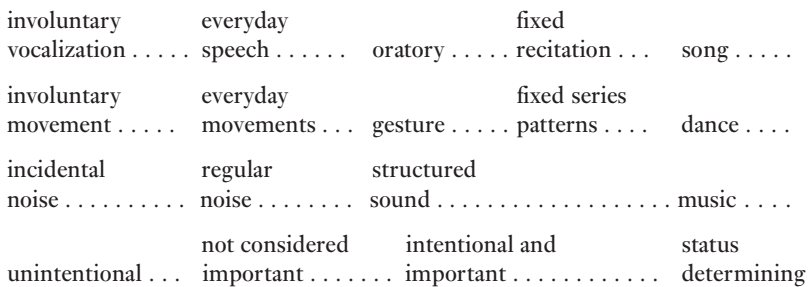 involuntary everyday fixed
vocalization . . . . . speech . . . . . . oratory . . . . . recitation . . . song . . . . .
involuntary everyday fixed series
movement . . . . . movements . . . gesture . . . . . patterns . . . . dance . . . .
incidental regular structured
noise . . . . . . . . . . noise . . . . . . . . sound . . . . . . . . . . . . . . . . . . . music . . . .
not considered intentional and status
unintentional . . . important . . . . . . . important . . . . . . . . . . . . determining